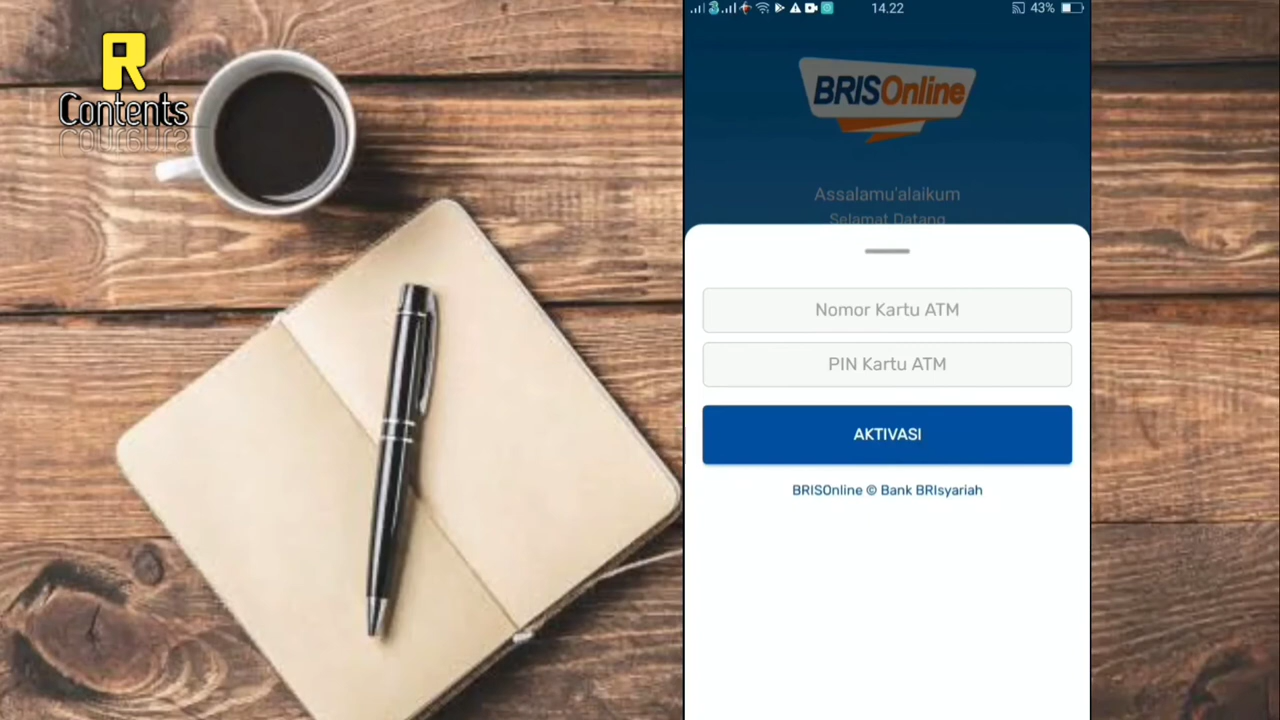 R
Contents
14.22
43%
BRISOnline
Assalamu'alaikum
Selamat Datang
Nomor Kartu ATM
PIN Kartu ATM
AKTIVASI
BRISOnline © Bank BRIsyariah